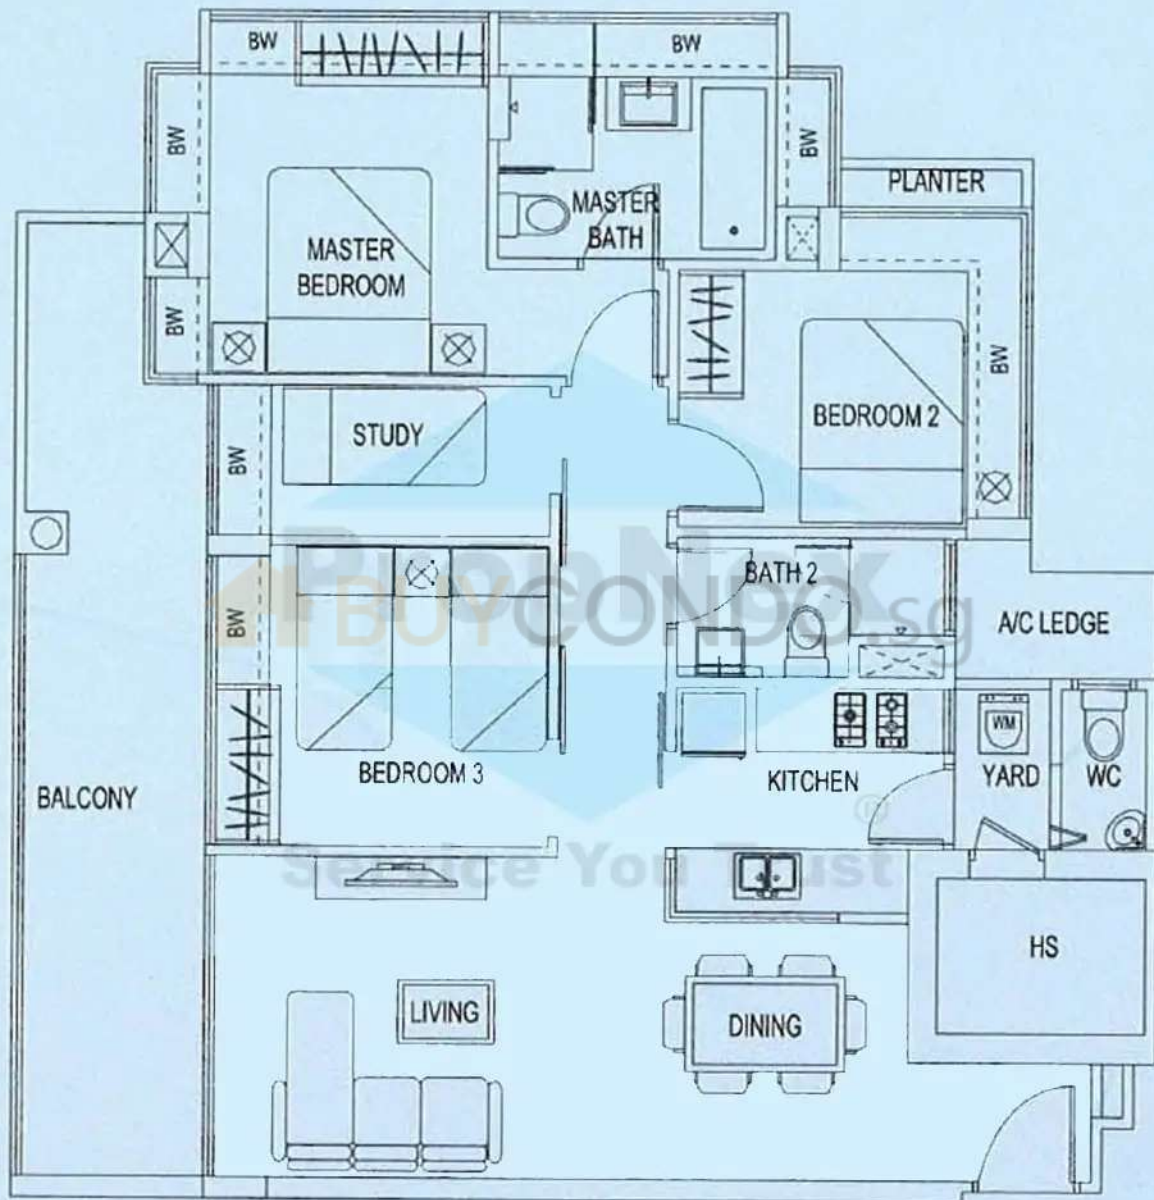 BW
BW
BW
BW
PLANTER
MASTER
BATH
MASTER
BEDROOM
BW
BW
BEDROOM 2
STUDY
BW
PropNex
BATH 2
BUYCONDO.sg
BW
A/C LEDGE
WM
BEDROOM 3
KITCHEN
YARD
WC
BALCONY
Service You Trust
HS
LIVING
DINING